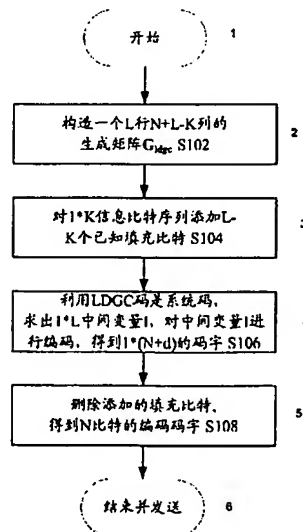 开始
1
构造一个L行N+L-K列的
生成矩阵Gldgc S102
2
对1*K信息比特序列添加L-
K个已知填充比特 S104
利用LDGC码是系统码,
求出1*L中间变量I, 对中间变量I进
行编码, 得到1*(N+d)的码字 S106
删除添加的填充比特,
得到N比特的编码码字 S108
5
结束并发送
6